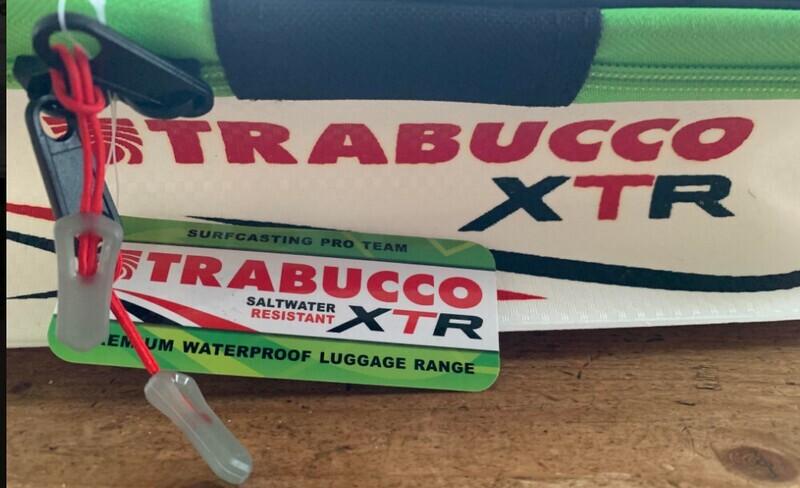 TRABUCCO
XTR
SURFCASTING PRO TEAM
TRABUCCO
SALTWATER
RESISTANT XTR
WATERPROOF LUGGAGE RANGE